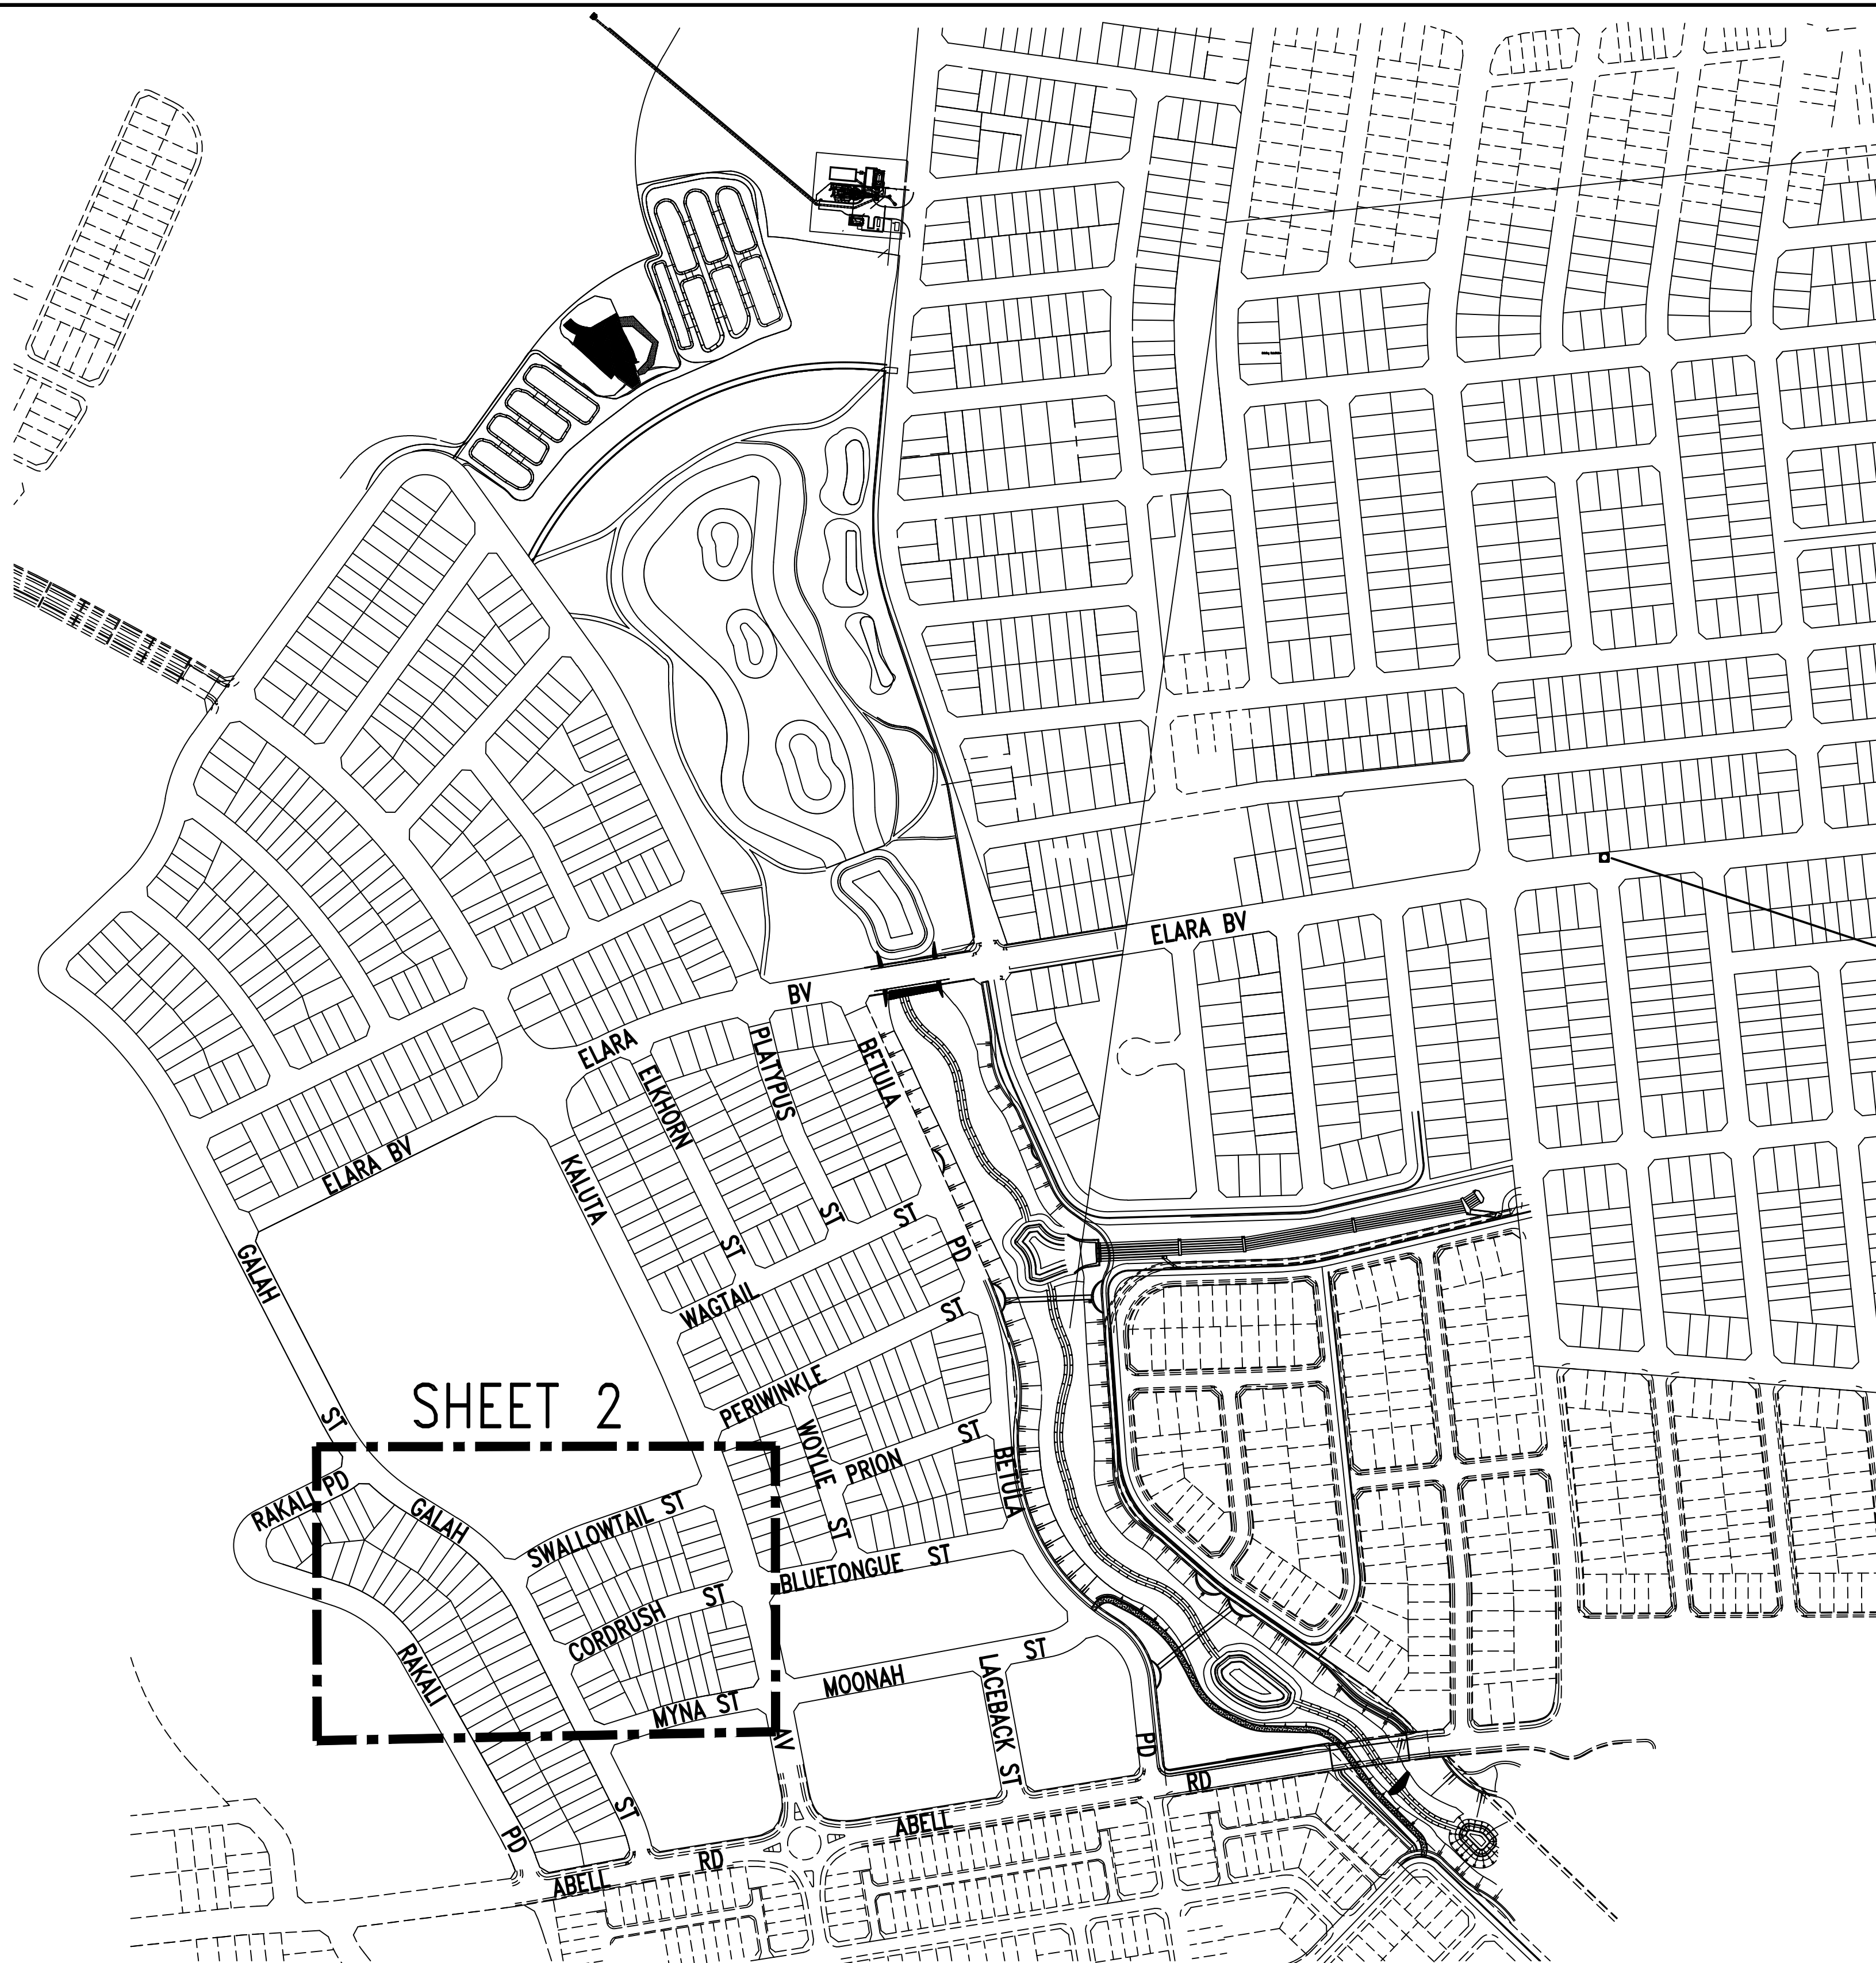 ELARA BV
BV
ELARA
PLATYPUS
BETULA
ELKHORN
ELARA BV
KALUTA
ST
ST
ST
PD
GALAH
WAGTAIL
ST
PERIWINKLE
SHEET 2
ST
WOYLIE
ST
PRION
BETULA
RAKALI PD
GALAH
SWALLOWTAIL ST
ST
BLUETONGUE ST
CORDRUSH ST
RAKALI
ST
MOONAH
LACEBACK ST
MYNA ST
AV
PD
RD
ST
ABELL
PD
RD
ABELL